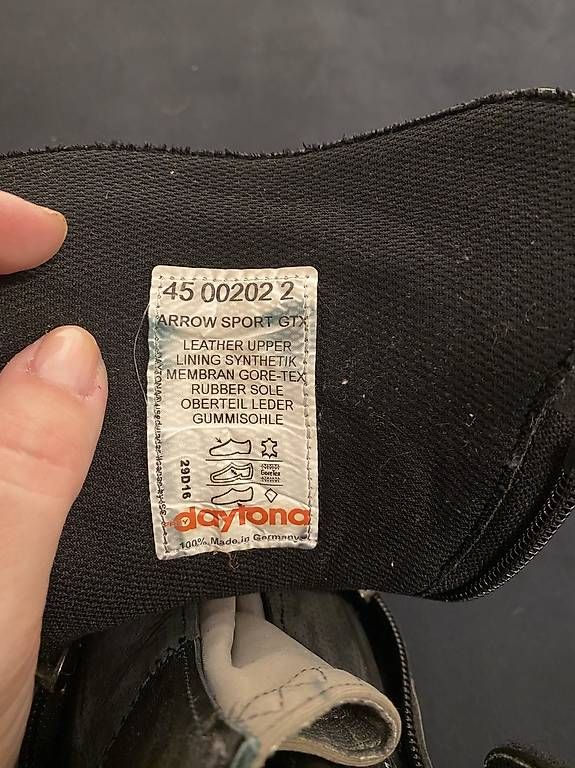 45 00202 2
ARROW SPORT GTX
LEATHER UPPER
LINING SYNTHETIK
MEMBRAN GORE-TEX
RUBBER SOLE
OBERTEIL LEDER
GUMMISOHLE
29D16
daytona
100% Made in Germany